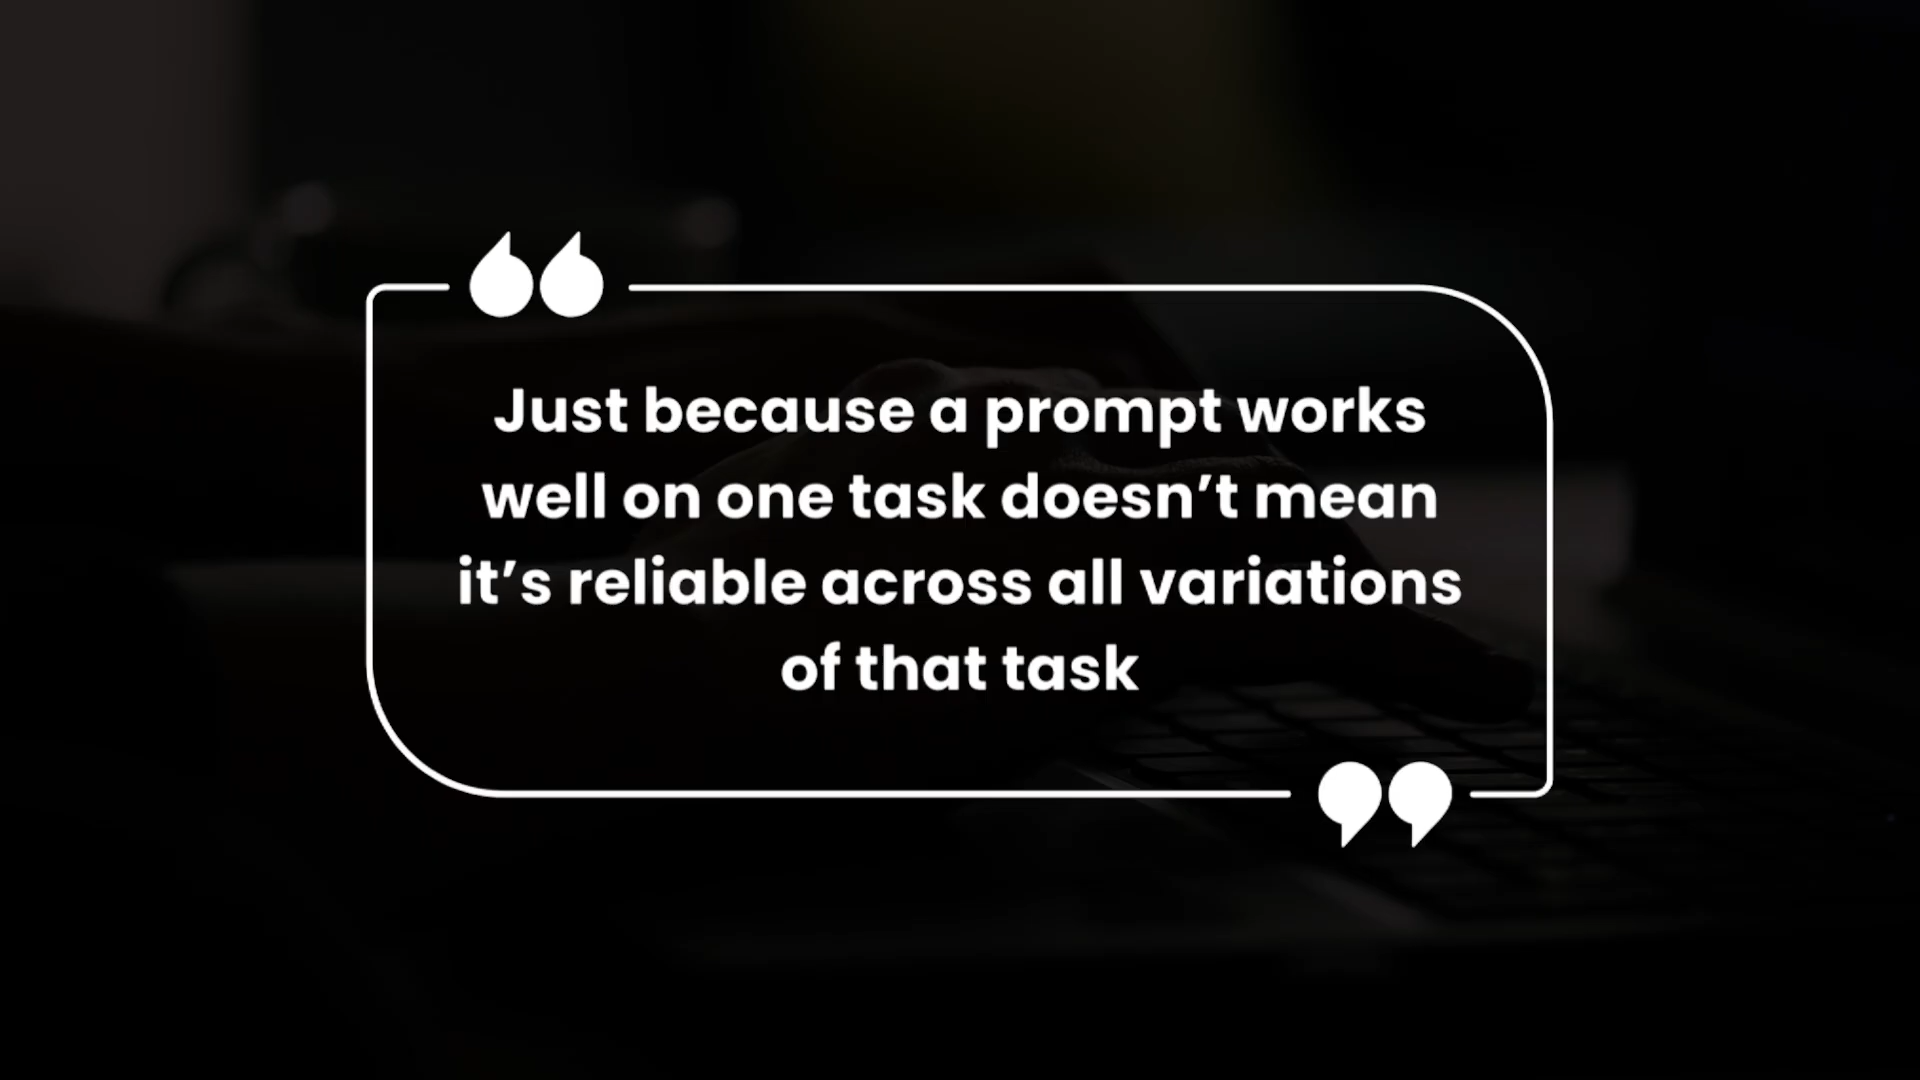 Just because a prompt works
well on one task doesn’t mean
it’s reliable across all variations
of that task